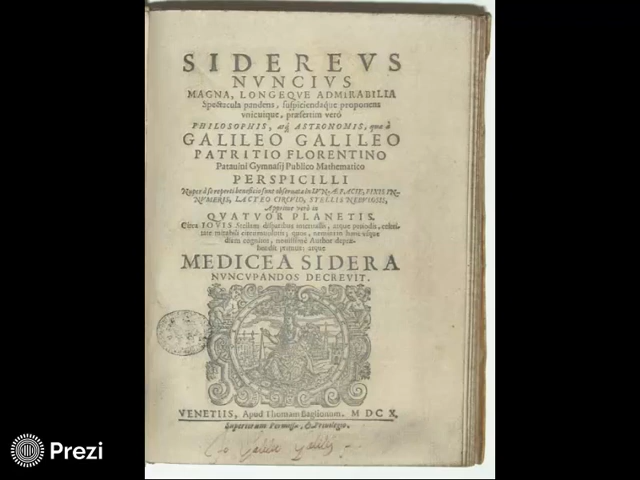 SIDEREVS
NVNCIVS
MAGNA, LONGEQVE ADMIRABILIA
Spectacula pandens, suspiciendaque proponens
vnicuique, præsertim verò
PHILOSOPHIS, atq; ASTRONOMIS, quæ à
GALILEO GALILEO
PATRITIO FLORENTINO
Patauini Gymnasij Publico Mathematico
PERSPICILLI
Nuper à se reperti beneficio sunt obseruata in LVNÆ FACIE, FIXIS IN-
NVMERIS, LACTEO CIRCVLO, STELLIS NEBVLOSIS,
Apprime verò in
QVATVOR PLANETIS
Circa IOVIS Stellam disparibus interuallis, atque periodis, celeri-
tate mirabili circumuolutis; quos, nemini in hanc vsque
diem cognitos, nouissimè Author depræ-
hendit primus; atque
MEDICEA SIDERA
NVNCVPANDOS DECREVIT.
VENETIIS, Apud Thomam Baglionum. M DC X.
Superiorum Permissu, & Priuilegio.
Prezi